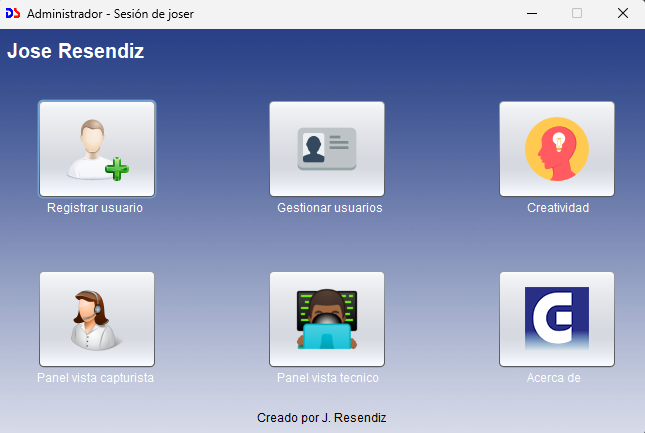 DS Administrador - Sesión de joser
Jose Resendiz
Registrar usuario
Gestionar usuarios
Creatividad
Panel vista capturista
Panel vista tecnico
G
Acerca de
Creado por J. Resendiz